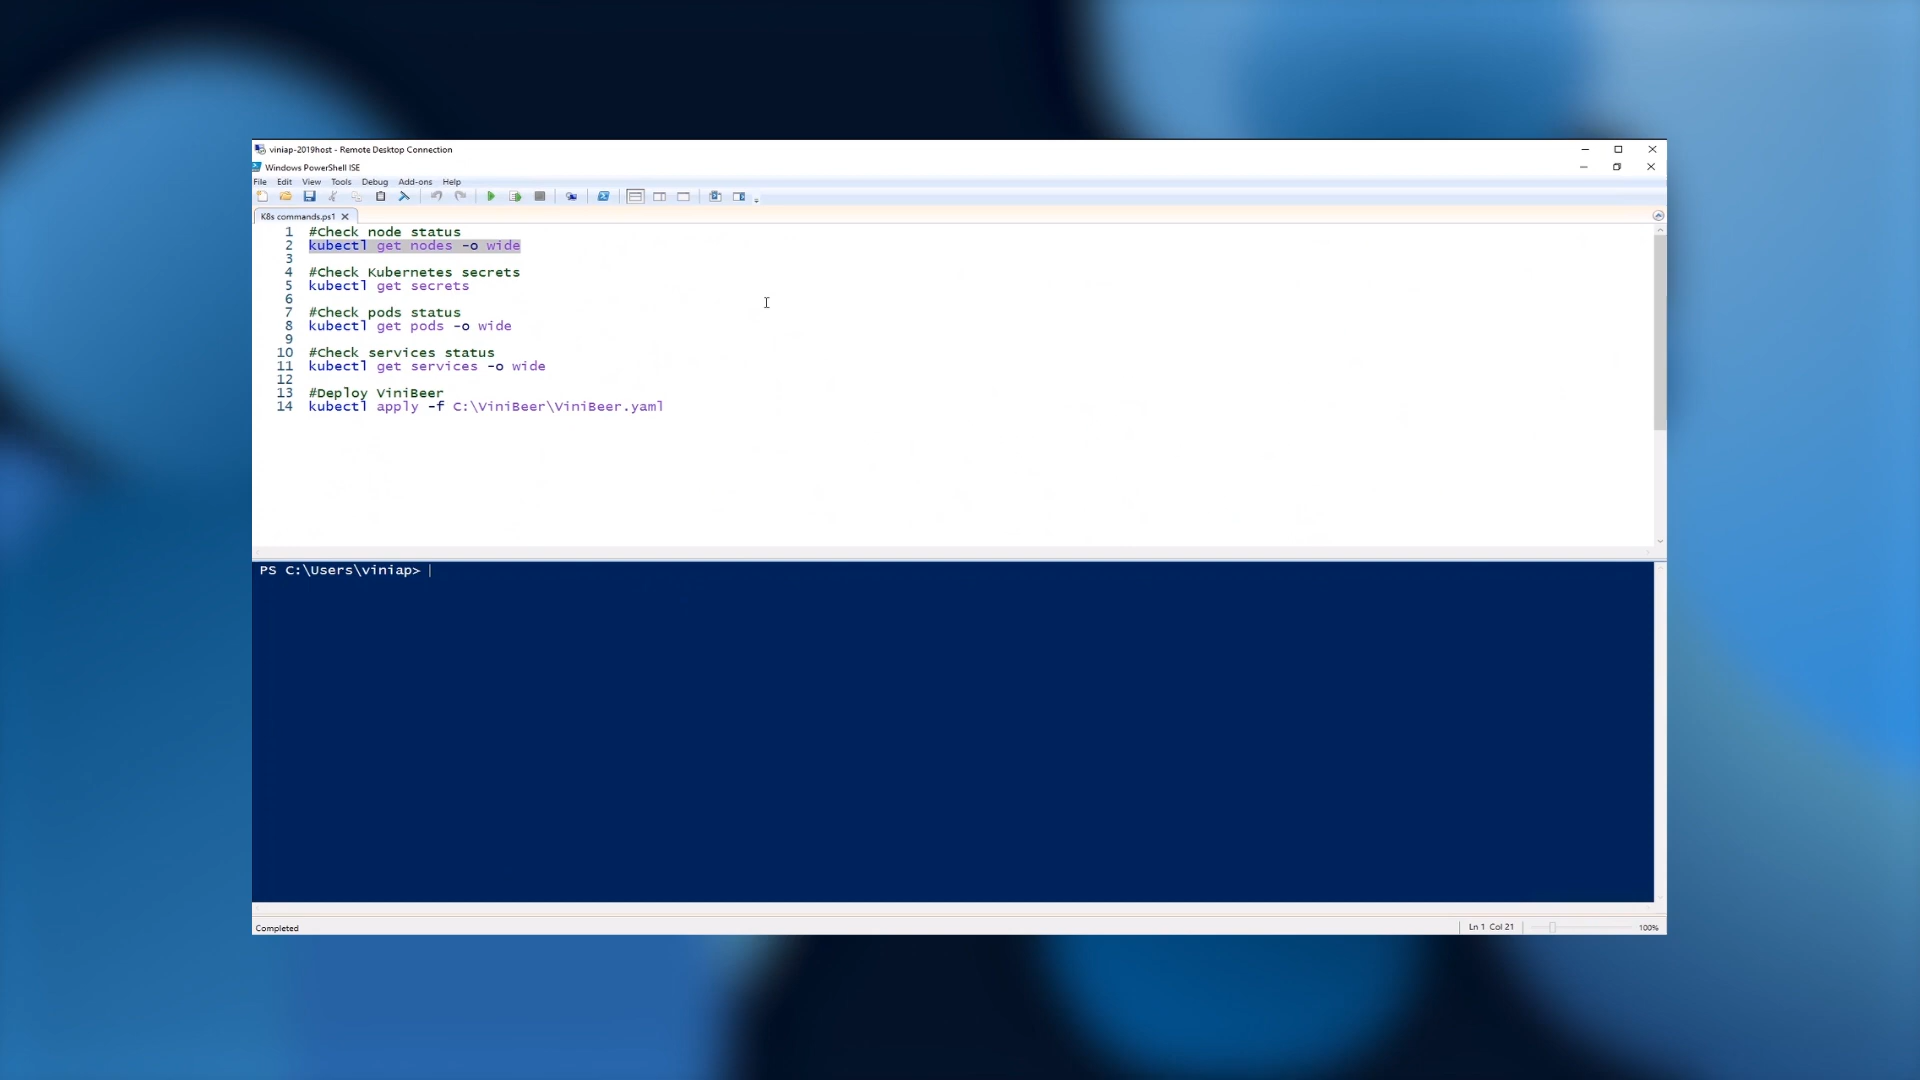 viniap-2019host - Remote Desktop Connection
Windows PowerShell ISE
File Edit View Tools Debug Add-ons Help
K8s commands.ps1
1 #Check node status
2 kubectl get nodes -o wide
3
4 #Check Kubernetes secrets
5 kubectl get secrets
6
7 #Check pods status
8 kubectl get pods -o wide
9
10 #Check services status
11 kubectl get services -o wide
12
13 #Deploy ViniBeer
14 kubectl apply -f C:\ViniBeer\ViniBeer.yaml
PS C:\Users\viniap>
Completed Ln 1 Col 21 100%